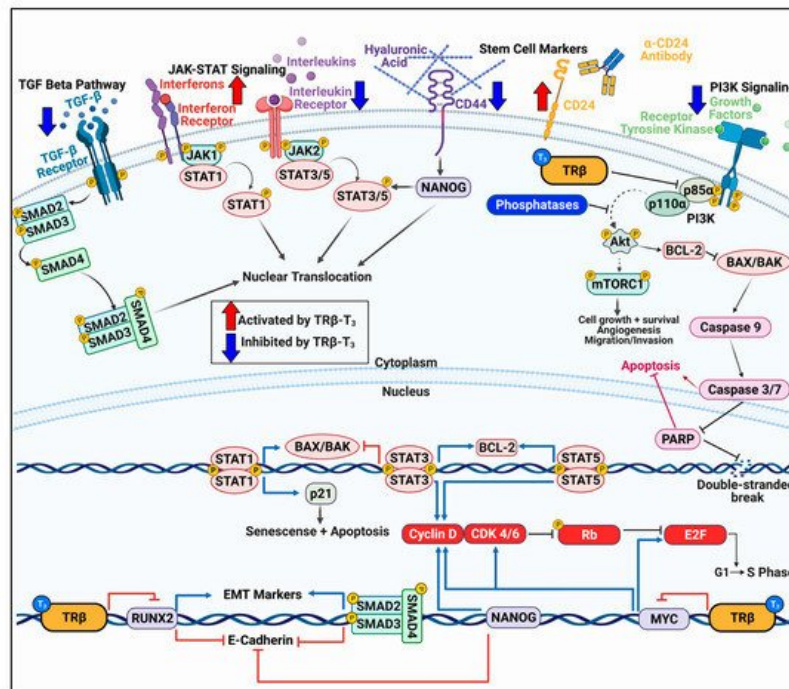 TGF Beta Pathway
TGF-β
TGF-β
Receptor
P
P
SMAD2
SMAD3
P
P
SMAD4
P
SMAD2
SMAD3
SMAD4
P
P
P
JAK-STAT Signaling
Interferons
Interferon
Receptor
Interleukins
Interleukin
Receptor
P
JAK1
P
STAT1
P
STAT1
P
JAK2
P
STAT3/5
P
STAT3/5
Hyaluronic
Acid
CD44
NANOG
Nuclear Translocation
Activated by TRβ-T₃
Inhibited by TRβ-T₃
Stem Cell Markers
α-CD24
Antibody
CD24
PI3K Signaling
Growth
Factors
Receptor
Tyrosine Kinase
T₃
TRβ
p85α
p110α
PI3K
P
P
P
P
Phosphatases
P
P
Akt
BCL-2
BAX/BAK
P
P
mTORC1
Cell growth + survival
Angiogenesis
Migration/Invasion
Caspase 9
Apoptosis
Caspase 3/7
PARP
Double-stranded
break
Cytoplasm
Nucleus
STAT1
P
P
STAT1
BAX/BAK
p21
Senescense + Apoptosis
STAT3
P
P
STAT3
BCL-2
STAT5
P
P
STAT5
Cyclin D
CDK 4/6
P
Rb
E2F
G1
S Phase
T₃
TRβ
RUNX2
EMT Markers
E-Cadherin
P
SMAD2
P
SMAD3
P
SMAD4
NANOG
MYC
T₃
TRβ